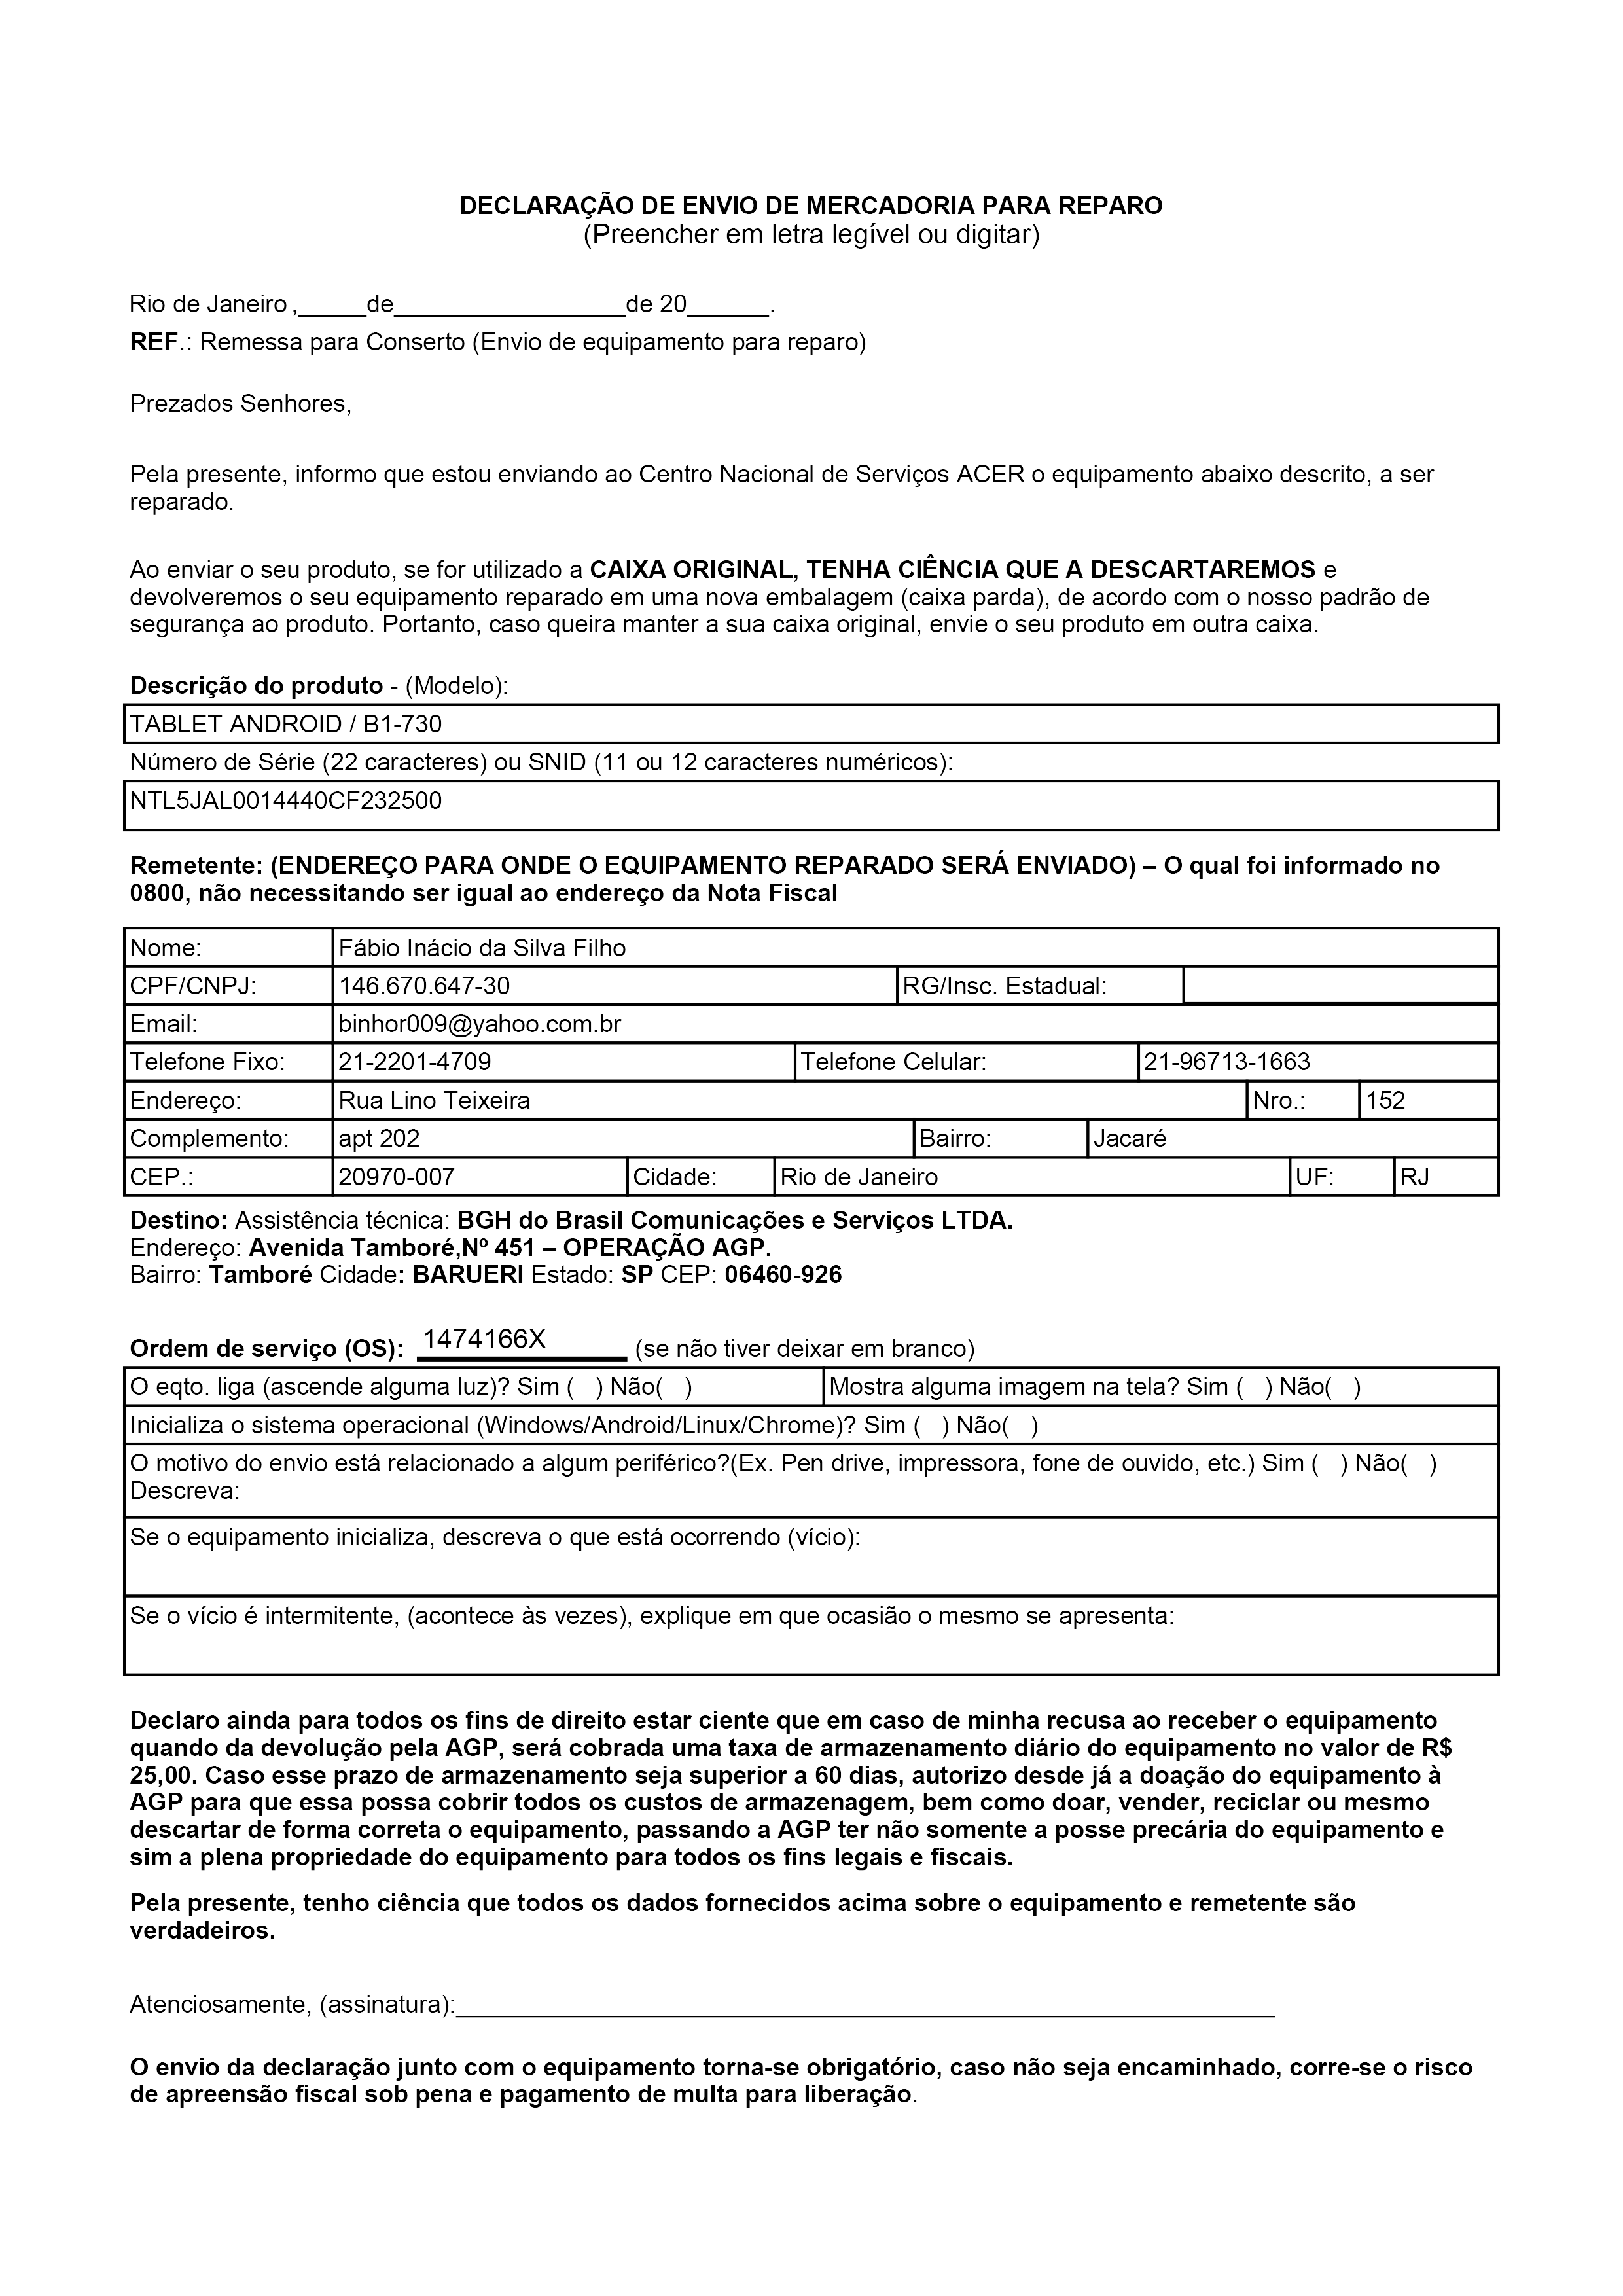 DECLARAÇÃO DE ENVIO DE MERCADORIA PARA REPARO
(Preencher em letra legível ou digitar)
Rio de Janeiro ,_____de_________________de 20______.
REF.: Remessa para Conserto (Envio de equipamento para reparo)
Prezados Senhores,
Pela presente, informo que estou enviando ao Centro Nacional de Serviços ACER o equipamento abaixo descrito, a ser
reparado.
Ao enviar o seu produto, se for utilizado a CAIXA ORIGINAL, TENHA CIÊNCIA QUE A DESCARTAREMOS e
devolveremos o seu equipamento reparado em uma nova embalagem (caixa parda), de acordo com o nosso padrão de
segurança ao produto. Portanto, caso queira manter a sua caixa original, envie o seu produto em outra caixa.
Descrição do produto - (Modelo):
TABLET ANDROID / B1-730
Número de Série (22 caracteres) ou SNID (11 ou 12 caracteres numéricos):
NTL5JAL0014440CF232500
Remetente: (ENDEREÇO PARA ONDE O EQUIPAMENTO REPARADO SERÁ ENVIADO) – O qual foi informado no
0800, não necessitando ser igual ao endereço da Nota Fiscal
Nome: Fábio Inácio da Silva Filho
CPF/CNPJ: 146.670.647-30 RG/Insc. Estadual:
Email: binhor009@yahoo.com.br
Telefone Fixo: 21-2201-4709 Telefone Celular: 21-96713-1663
Endereço: Rua Lino Teixeira Nro.: 152
Complemento: apt 202 Bairro: Jacaré
CEP.: 20970-007 Cidade: Rio de Janeiro UF: RJ
Destino: Assistência técnica: BGH do Brasil Comunicações e Serviços LTDA.
Endereço: Avenida Tamboré,Nº 451 – OPERAÇÃO AGP.
Bairro: Tamboré Cidade: BARUERI Estado: SP CEP: 06460-926
Ordem de serviço (OS): 1474166X (se não tiver deixar em branco)
O eqto. liga (ascende alguma luz)? Sim (   ) Não(   ) Mostra alguma imagem na tela? Sim (   ) Não(   )
Inicializa o sistema operacional (Windows/Android/Linux/Chrome)? Sim (   ) Não(   )
O motivo do envio está relacionado a algum periférico?(Ex. Pen drive, impressora, fone de ouvido, etc.) Sim (   ) Não(   )
Descreva:
Se o equipamento inicializa, descreva o que está ocorrendo (vício):
Se o vício é intermitente, (acontece às vezes), explique em que ocasião o mesmo se apresenta:
Declaro ainda para todos os fins de direito estar ciente que em caso de minha recusa ao receber o equipamento
quando da devolução pela AGP, será cobrada uma taxa de armazenamento diário do equipamento no valor de R$
25,00. Caso esse prazo de armazenamento seja superior a 60 dias, autorizo desde já a doação do equipamento à
AGP para que essa possa cobrir todos os custos de armazenagem, bem como doar, vender, reciclar ou mesmo
descartar de forma correta o equipamento, passando a AGP ter não somente a posse precária do equipamento e
sim a plena propriedade do equipamento para todos os fins legais e fiscais.
Pela presente, tenho ciência que todos os dados fornecidos acima sobre o equipamento e remetente são
verdadeiros.
Atenciosamente, (assinatura):____________________________________________________________
O envio da declaração junto com o equipamento torna-se obrigatório, caso não seja encaminhado, corre-se o risco
de apreensão fiscal sob pena e pagamento de multa para liberação.